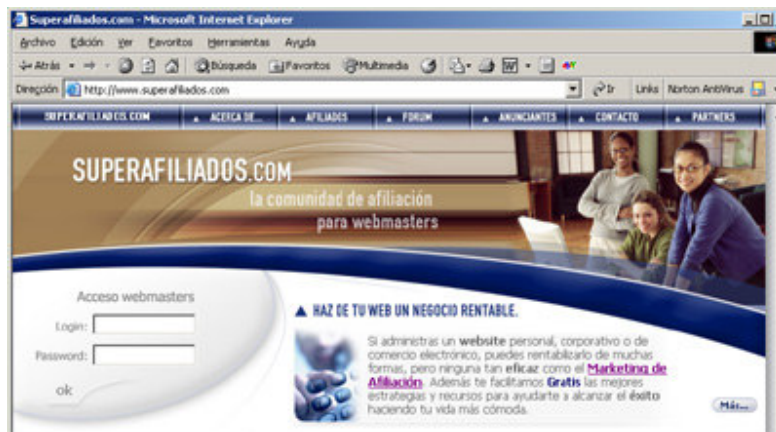 Superafiliados.com - Microsoft Internet Explorer
Archivo Edición Ver Favoritos Herramientas Ayuda
Atrás Búsqueda Favoritos Multimedia
Dirección http://www.superafiliados.com Ir Links Norton AntiVirus
SUPERAFILIADOS.COM ACERCA DE... AFILIADOS FORUM ANUNCIANTES CONTACTO PARTNERS
SUPERAFILIADOS.COM
la comunidad de afiliación
para webmasters
Acceso webmasters
Login:
Password:
ok
HAZ DE TU WEB UN NEGOCIO RENTABLE.
Si administras un website personal, corporativo o de
comercio electrónico, puedes rentabilizarlo de muchas
formas, pero ninguna tan eficaz como el Marketing de
Afiliación. Además te facilitamos Gratis las mejores
estrategias y recursos para ayudarte a alcanzar el éxito
haciendo tu vida más cómoda.
Más...